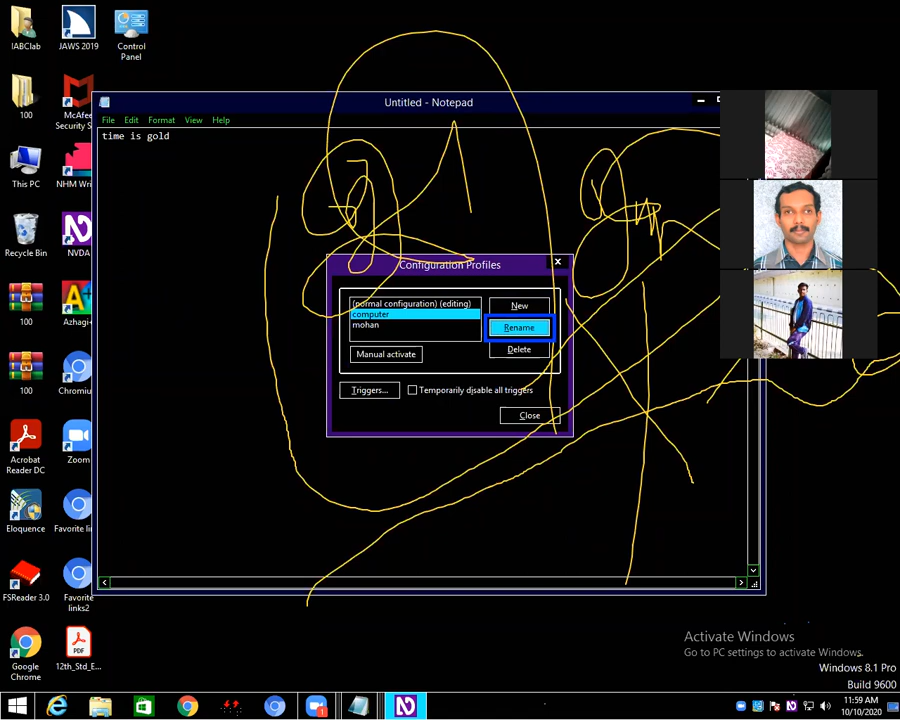 IABClab
JAWS 2019
Control
Panel
100
McAfe
Security S
This PC
NHM Wri
Recycle Bin
NVDA
100
Azhagi
100
Chromiu
Acrobat
Reader DC
Zoom
Eloquence
Favorite li
FSReader 3.0
Favorite
links2
Google
Chrome
PDF
12th_Std_E...
Untitled - Notepad
File Edit Format View Help
time is gold
Configuration Profiles
(normal configuration) (editing)
computer
mohan
New
Rename
Delete
Manual activate
Triggers...
Temporarily disable all triggers
Close
Activate Windows
Go to PC settings to activate Windows.
Windows 8.1 Pro
Build 9600
11:59 AM
10/10/2020